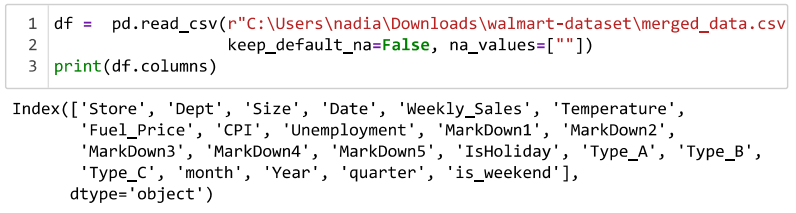 1 df =  pd.read_csv(r"C:\Users\nadia\Downloads\walmart-dataset\merged_data.csv
2                  keep_default_na=False, na_values=[""])
3 print(df.columns)
Index(['Store', 'Dept', 'Size', 'Date', 'Weekly_Sales', 'Temperature',
       'Fuel_Price', 'CPI', 'Unemployment', 'MarkDown1', 'MarkDown2',
       'MarkDown3', 'MarkDown4', 'MarkDown5', 'IsHoliday', 'Type_A', 'Type_B',
       'Type_C', 'month', 'Year', 'quarter', 'is_weekend'],
      dtype='object')